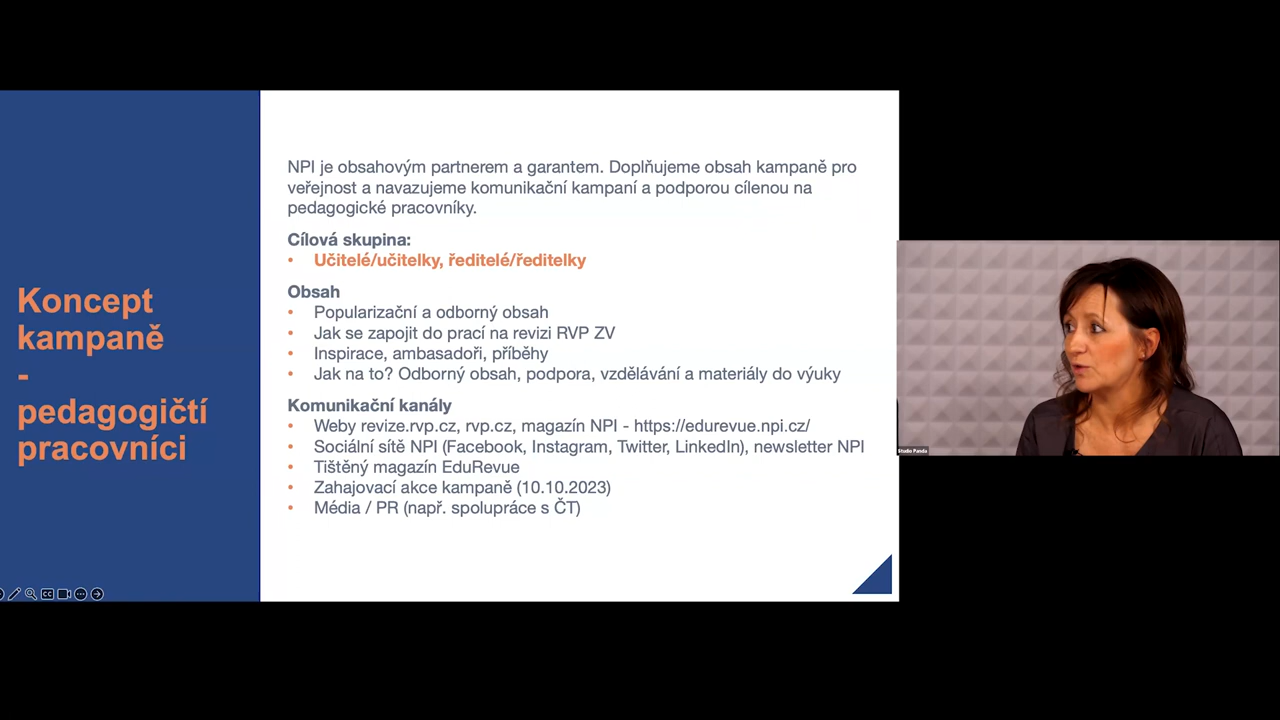 Koncept
kampaně
-
pedagogičtí
pracovníci
NPI je obsahovým partnerem a garantem. Doplňujeme obsah kampaně pro
veřejnost a navazujeme komunikační kampaní a podporou cílenou na
pedagogické pracovníky.
Cílová skupina:
• Učitelé/učitelky, ředitelé/ředitelky
Obsah
• Popularizační a odborný obsah
• Jak se zapojit do prací na revizi RVP ZV
• Inspirace, ambasadoři, příběhy
• Jak na to? Odborný obsah, podpora, vzdělávání a materiály do výuky
Komunikační kanály
• Weby revize.rvp.cz, rvp.cz, magazín NPI - https://edurevue.npi.cz/
• Sociální sítě NPI (Facebook, Instagram, Twitter, LinkedIn), newsletter NPI
• Tištěný magazín EduRevue
• Zahajovací akce kampaně (10.10.2023)
• Média / PR (např. spolupráce s ČT)
CC
Studio Panda